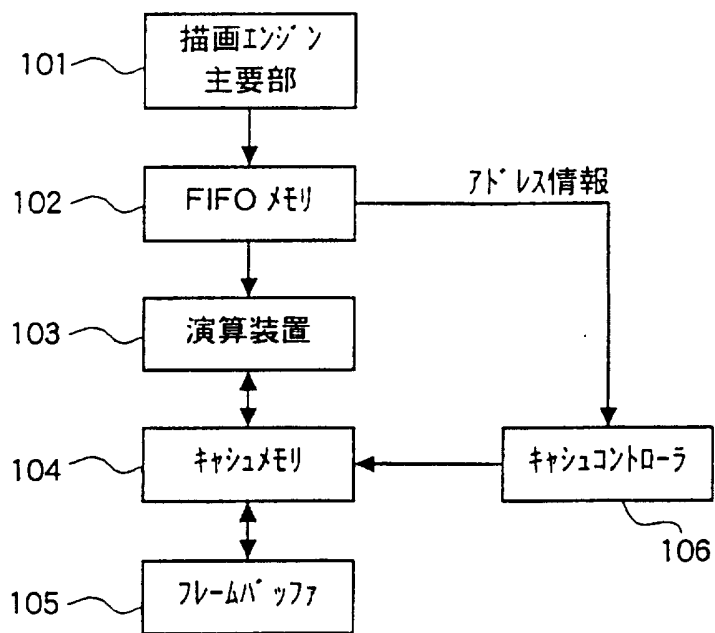 101
描画ｴﾝｼﾞﾝ
主要部
102
FIFO ﾒﾓﾘ
ｱﾄﾞﾚｽ情報
103
演算装置
104
ｷｬｼｭﾒﾓﾘ
ｷｬｼｭｺﾝﾄﾛｰﾗ
106
105
ﾌﾚｰﾑﾊﾞｯﾌｧ